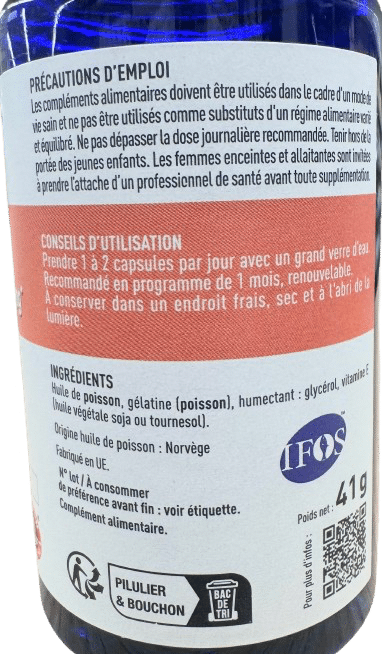 PRÉCAUTIONS D'EMPLOI
Les compléments alimentaires doivent être utilisés dans le cadre d'un mode de
vie sain et ne pas être utilisés comme substituts d'un régime alimentaire varié
et équilibré. Ne pas dépasser la dose journalière recommandée. Tenir hors de la
portée des jeunes enfants. Les femmes enceintes et allaitantes sont invitées
à prendre l'attache d'un professionnel de santé avant toute supplémentation.
CONSEILS D'UTILISATION
Prendre 1 à 2 capsules par jour avec un grand verre d'eau.
Recommandé en programme de 1 mois, renouvelable.
À conserver dans un endroit frais, sec et à l'abri de la
lumière.
INGRÉDIENTS
Huile de poisson, gélatine (poisson), humectant : glycérol, vitamine E
(huile végétale soja ou tournesol).
Origine huile de poisson : Norvège
Fabriqué en UE.
N° lot / À consommer
de préférence avant fin : voir étiquette.
Complément alimentaire.
IFOS
Poids net : 41g
Pour plus d'infos :
PILULIER
& BOUCHON
BAC
DE
TRI